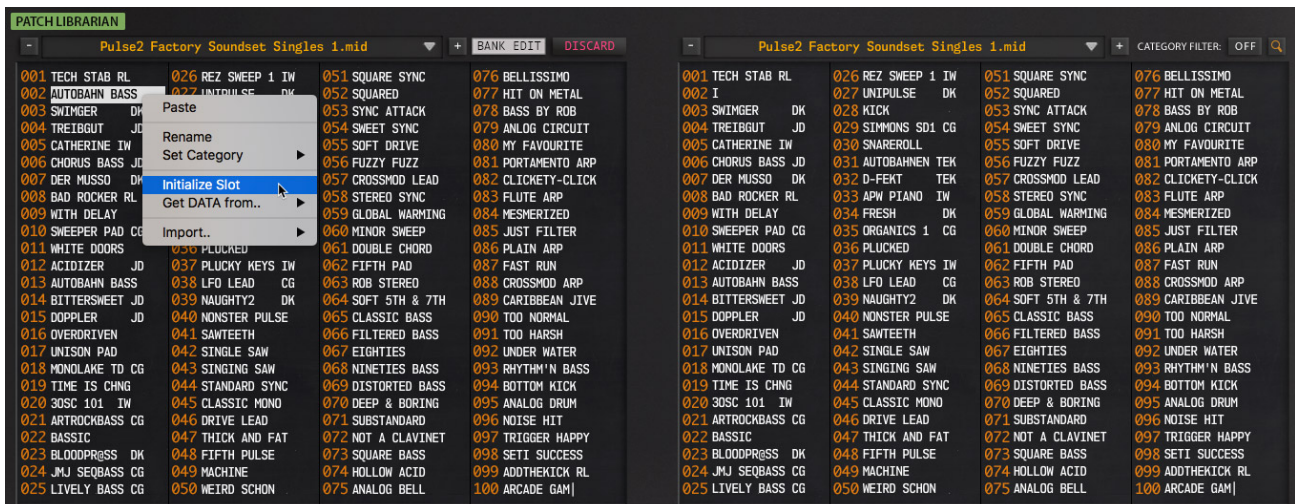 PATCH LIBRARIAN
- Pulse2 Factory Soundset Singles 1.mid ▼ + BANK EDIT DISCARD
001 TECH STAB RL
002 AUTOBAHN BASS
003 SWIMGER DK
004 TREIBGUT JD
005 CATHERINE IW
006 CHORUS BASS JD
007 DER MUSSO DK
008 BAD ROCKER RL
009 WITH DELAY
010 SWEEPER PAD CG
011 WHITE DOORS
012 ACIDIZER JD
013 AUTOBAHN BASS
014 BITTERSWEET JD
015 DOPPLER JD
016 OVERDRIVEN
017 UNISON PAD
018 MONOLAKE TD CG
019 TIME IS CHNG
020 3OSC 101 IW
021 ARTROCKBASS CG
022 BASSIC
023 BLOODPR@SS DK
024 JMJ SEQBASS CG
025 LIVELY BASS CG
Paste
Rename
Set Category
Initialize Slot
Get DATA from..
Import..
026 REZ SWEEP 1 IW
027 UNIPULSE DK
036 PLUCKED
037 PLUCKY KEYS IW
038 LFO LEAD CG
039 NAUGHTY2 DK
040 NONSTER PULSE
041 SAWTEETH
042 SINGLE SAW
043 SINGING SAW
044 STANDARD SYNC
045 CLASSIC MONO
046 DRIVE LEAD
047 THICK AND FAT
048 FIFTH PULSE
049 MACHINE
050 WEIRD SCHON
051 SQUARE SYNC
052 SQUARED
053 SYNC ATTACK
054 SWEET SYNC
055 SOFT DRIVE
056 FUZZY FUZZ
057 CROSSMOD LEAD
058 STEREO SYNC
059 GLOBAL WARMING
060 MINOR SWEEP
061 DOUBLE CHORD
062 FIFTH PAD
063 ROB STEREO
064 SOFT 5TH & 7TH
065 CLASSIC BASS
066 FILTERED BASS
067 EIGHTIES
068 NINETIES BASS
069 DISTORTED BASS
070 DEEP & BORING
071 SUBSTANDARD
072 NOT A CLAVINET
073 SQUARE BASS
074 HOLLOW ACID
075 ANALOG BELL
076 BELLISSIMO
077 HIT ON METAL
078 BASS BY ROB
079 ANLOG CIRCUIT
080 MY FAVOURITE
081 PORTAMENTO ARP
082 CLICKETY-CLICK
083 FLUTE ARP
084 MESMERIZED
085 JUST FILTER
086 PLAIN ARP
087 FAST RUN
088 CROSSMOD ARP
089 CARIBBEAN JIVE
090 TOO NORMAL
091 TOO HARSH
092 UNDER WATER
093 RHYTHM'N BASS
094 BOTTOM KICK
095 ANALOG DRUM
096 NOISE HIT
097 TRIGGER HAPPY
098 SETI SUCCESS
099 ADDTHEKICK RL
100 ARCADE GAM|
- Pulse2 Factory Soundset Singles 1.mid ▼ + CATEGORY FILTER: OFF
001 TECH STAB RL
002 I
003 SWIMGER DK
004 TREIBGUT JD
005 CATHERINE IW
006 CHORUS BASS JD
007 DER MUSSO DK
008 BAD ROCKER RL
009 WITH DELAY
010 SWEEPER PAD CG
011 WHITE DOORS
012 ACIDIZER JD
013 AUTOBAHN BASS
014 BITTERSWEET JD
015 DOPPLER JD
016 OVERDRIVEN
017 UNISON PAD
018 MONOLAKE TD CG
019 TIME IS CHNG
020 3OSC 101 IW
021 ARTROCKBASS CG
022 BASSIC
023 BLOODPR@SS DK
024 JMJ SEQBASS CG
025 LIVELY BASS CG
026 REZ SWEEP 1 IW
027 UNIPULSE DK
028 KICK
029 SIMMONS SD1 CG
030 SNAREROLL
031 AUTOBAHNEN TEK
032 D-FEKT TEK
033 APW PIANO IW
034 FRESH DK
035 ORGANICS 1 CG
036 PLUCKED
037 PLUCKY KEYS IW
038 LFO LEAD CG
039 NAUGHTY2 DK
040 NONSTER PULSE
041 SAWTEETH
042 SINGLE SAW
043 SINGING SAW
044 STANDARD SYNC
045 CLASSIC MONO
046 DRIVE LEAD
047 THICK AND FAT
048 FIFTH PULSE
049 MACHINE
050 WEIRD SCHON
051 SQUARE SYNC
052 SQUARED
053 SYNC ATTACK
054 SWEET SYNC
055 SOFT DRIVE
056 FUZZY FUZZ
057 CROSSMOD LEAD
058 STEREO SYNC
059 GLOBAL WARMING
060 MINOR SWEEP
061 DOUBLE CHORD
062 FIFTH PAD
063 ROB STEREO
064 SOFT 5TH & 7TH
065 CLASSIC BASS
066 FILTERED BASS
067 EIGHTIES
068 NINETIES BASS
069 DISTORTED BASS
070 DEEP & BORING
071 SUBSTANDARD
072 NOT A CLAVINET
073 SQUARE BASS
074 HOLLOW ACID
075 ANALOG BELL
076 BELLISSIMO
077 HIT ON METAL
078 BASS BY ROB
079 ANLOG CIRCUIT
080 MY FAVOURITE
081 PORTAMENTO ARP
082 CLICKETY-CLICK
083 FLUTE ARP
084 MESMERIZED
085 JUST FILTER
086 PLAIN ARP
087 FAST RUN
088 CROSSMOD ARP
089 CARIBBEAN JIVE
090 TOO NORMAL
091 TOO HARSH
092 UNDER WATER
093 RHYTHM'N BASS
094 BOTTOM KICK
095 ANALOG DRUM
096 NOISE HIT
097 TRIGGER HAPPY
098 SETI SUCCESS
099 ADDTHEKICK RL
100 ARCADE GAM|